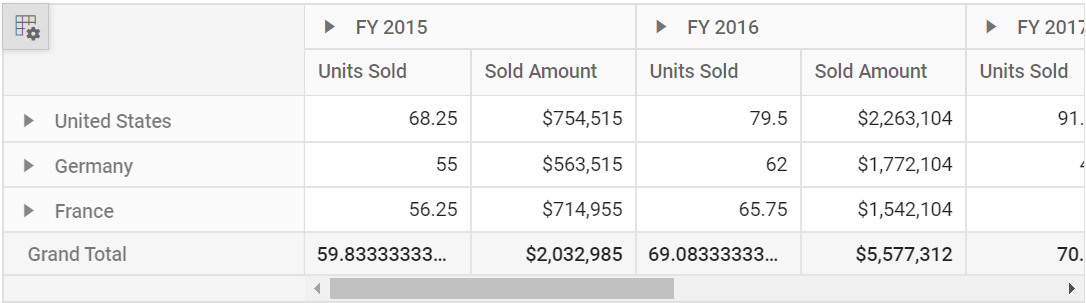 FY 2015 FY 2016 FY 2017
Units Sold Sold Amount Units Sold Sold Amount Units Sold
United States 68.25 $754,515 79.5 $2,263,104 91.
Germany 55 $563,515 62 $1,772,104
France 56.25 $714,955 65.75 $1,542,104
Grand Total 59.83333333... $2,032,985 69.08333333... $5,577,312 70.